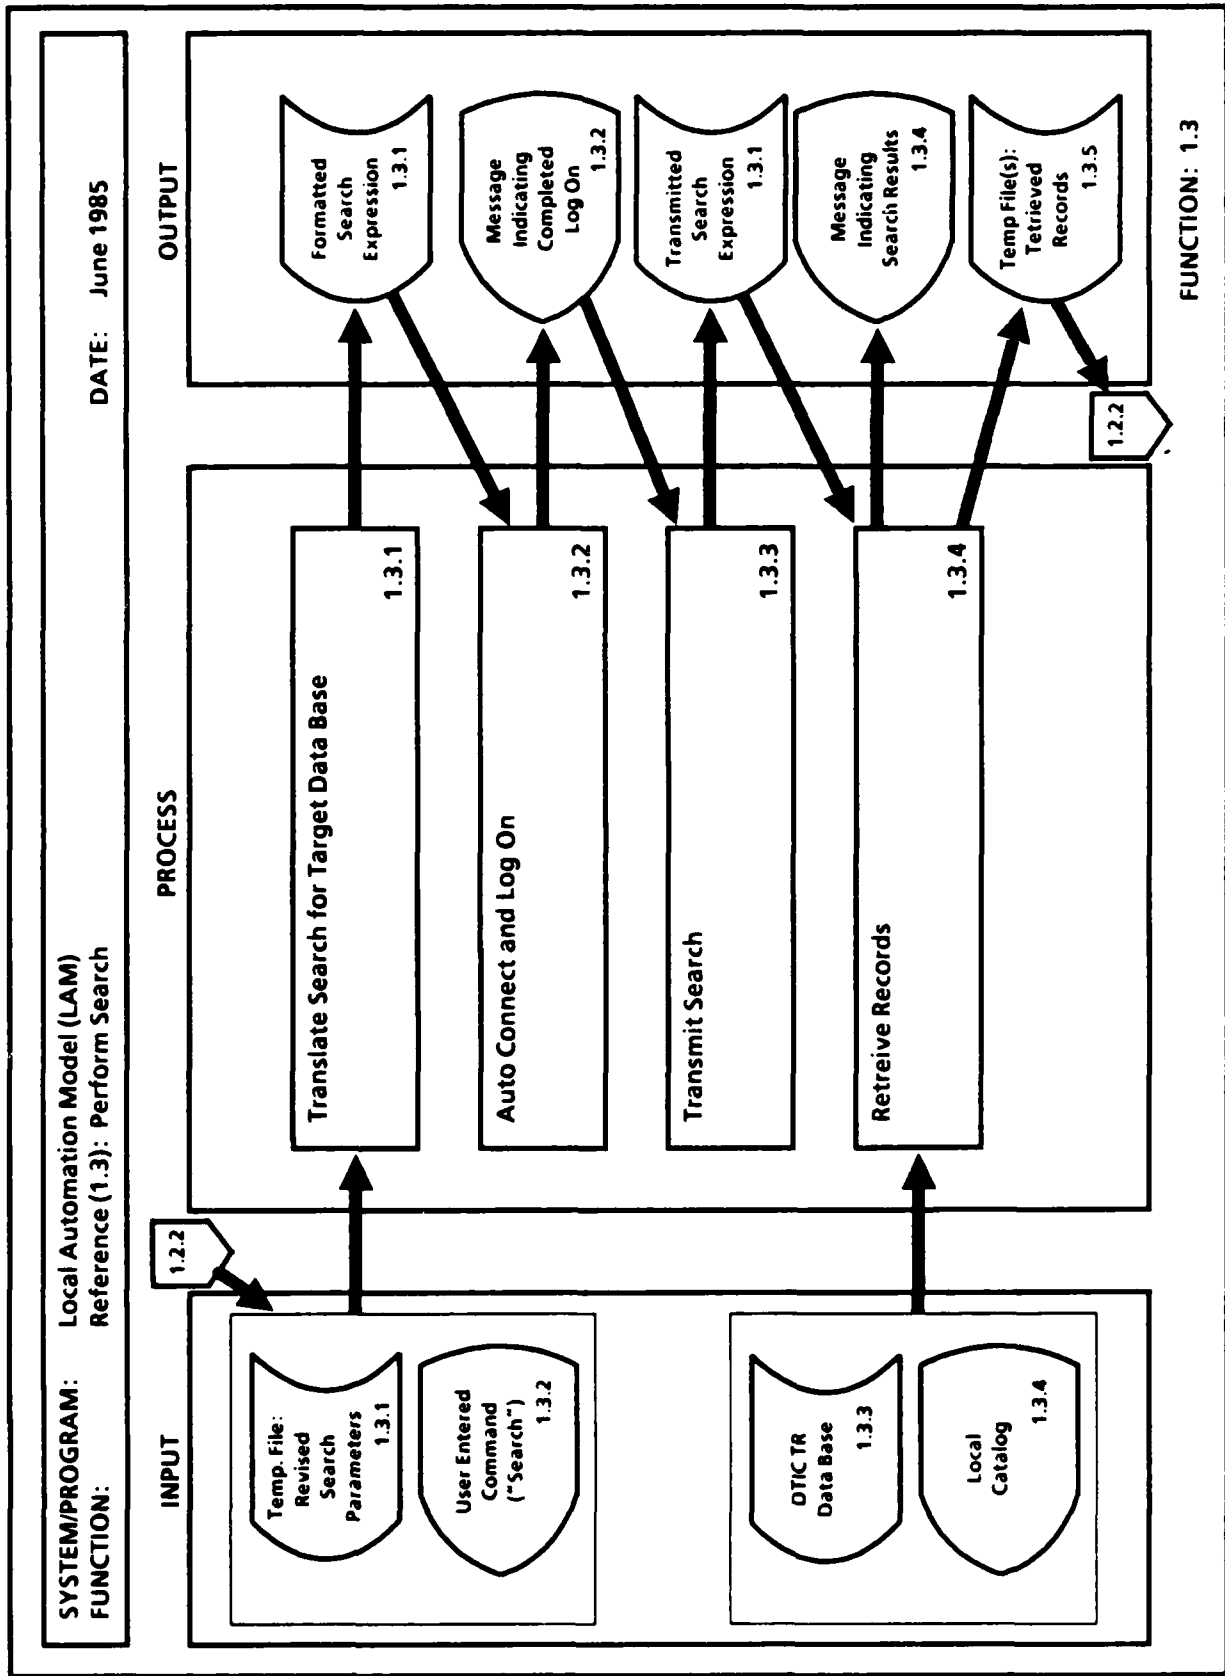 SYSTEM/PROGRAM: Local Automation Model (LAM) DATE: June 1985
FUNCTION: Reference (1.3): Perform Search
INPUT
PROCESS
OUTPUT
1.2.2
Temp. File:
Revised
Search
Parameters
1.3.1
User Entered
Command
("Search")
1.3.2
DTIC TR
Data Base
1.3.3
Local
Catalog
1.3.4
Translate Search for Target Data Base
1.3.1
Auto Connect and Log On
1.3.2
Transmit Search
1.3.3
Retreive Records
1.3.4
Formatted
Search
Expression
1.3.1
Message
Indicating
Completed
Log On
1.3.2
Transmitted
Search
Expression
1.3.1
Message
Indicating
Search Results
1.3.4
Temp File(s):
Tetrieved
Records
1.3.5
1.2.2
FUNCTION: 1.3